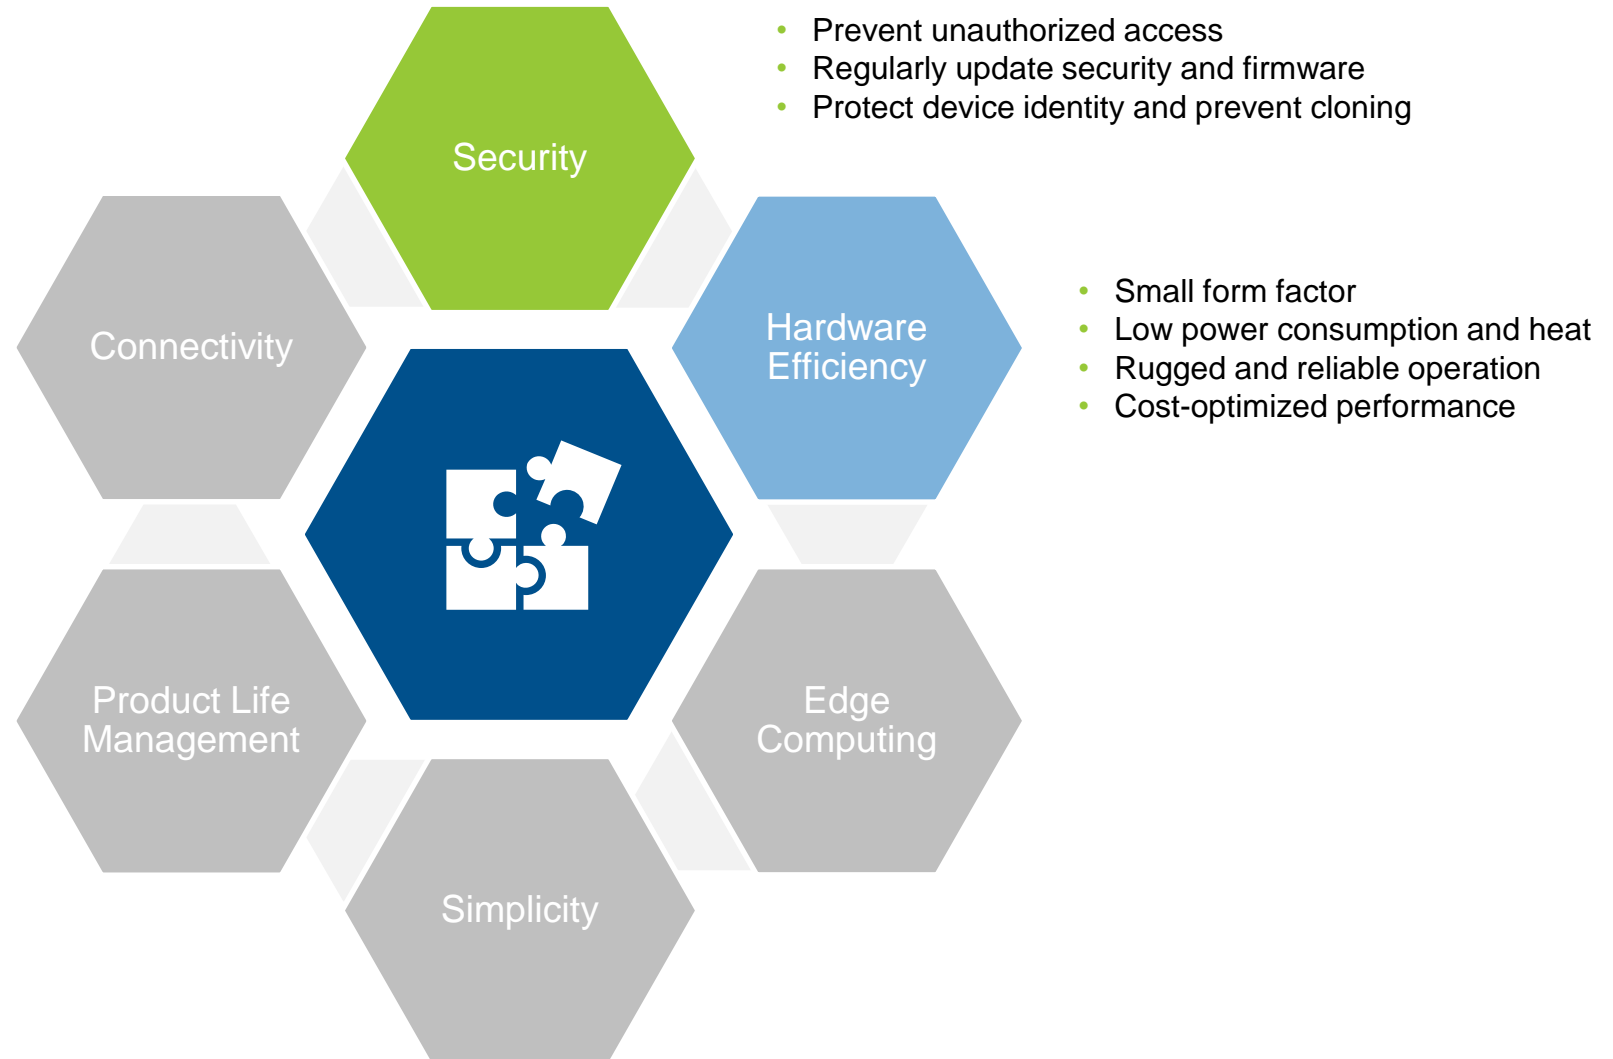 • Prevent unauthorized access
• Regularly update security and firmware
• Protect device identity and prevent cloning
Security
Connectivity
Hardware
Efficiency
• Small form factor
• Low power consumption and heat
• Rugged and reliable operation
• Cost-optimized performance
Product Life
Management
Edge
Computing
Simplicity